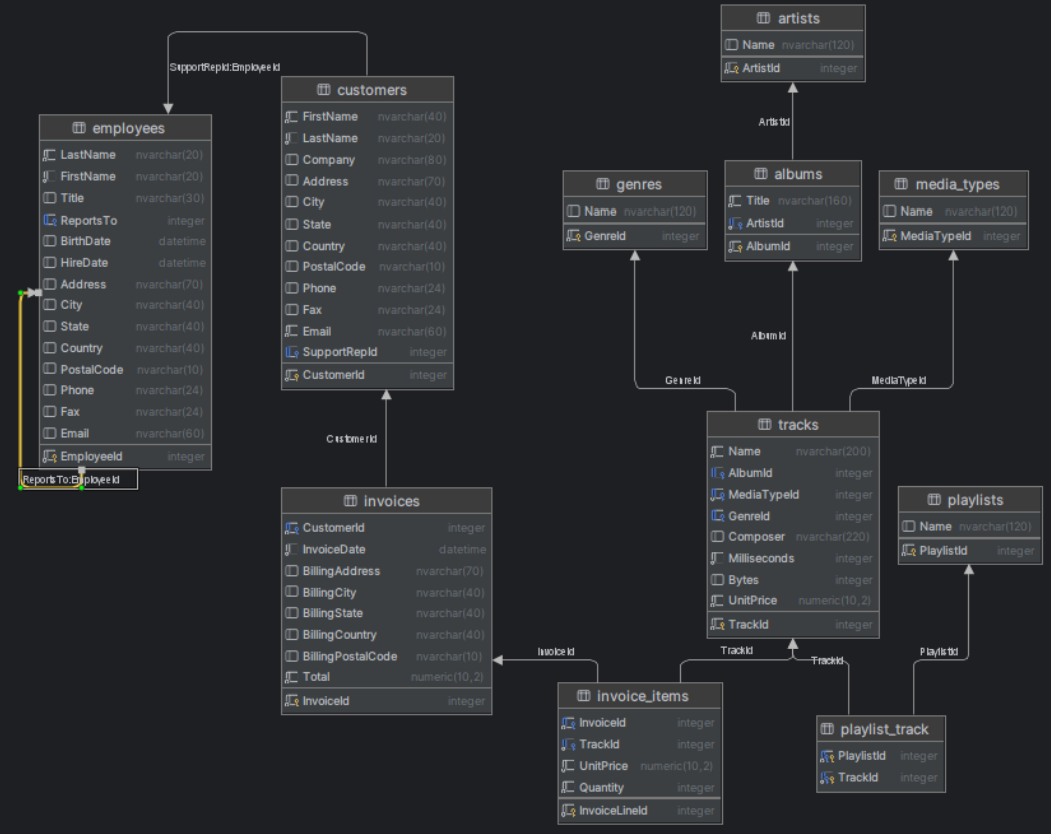 artists
Name nvarchar(120)
ArtistId integer
SupportRepId:EmployeeId
customers
FirstName nvarchar(40)
LastName nvarchar(20)
Company nvarchar(80)
Address nvarchar(70)
City nvarchar(40)
State nvarchar(40)
Country nvarchar(40)
PostalCode nvarchar(10)
Phone nvarchar(24)
Fax nvarchar(24)
Email nvarchar(60)
SupportRepId integer
CustomerId integer
employees
LastName nvarchar(20)
FirstName nvarchar(20)
Title nvarchar(30)
ReportsTo integer
BirthDate datetime
HireDate datetime
Address nvarchar(70)
City nvarchar(40)
State nvarchar(40)
Country nvarchar(40)
PostalCode nvarchar(10)
Phone nvarchar(24)
Fax nvarchar(24)
Email nvarchar(60)
EmployeeId integer
ReportsTo:EmployeeId
ArtistId
genres
Name nvarchar(120)
GenreId integer
albums
Title nvarchar(160)
ArtistId integer
AlbumId integer
media_types
Name nvarchar(120)
MediaTypeId integer
AlbumId
GenreId
MediaTypeId
CustomerId
tracks
Name nvarchar(200)
AlbumId integer
MediaTypeId integer
GenreId integer
Composer nvarchar(220)
Milliseconds integer
Bytes integer
UnitPrice numeric(10,2)
TrackId integer
playlists
Name nvarchar(120)
PlaylistId integer
invoices
CustomerId integer
InvoiceDate datetime
BillingAddress nvarchar(70)
BillingCity nvarchar(40)
BillingState nvarchar(40)
BillingCountry nvarchar(40)
BillingPostalCode nvarchar(10)
Total numeric(10,2)
InvoiceId integer
InvoiceId
TrackId
TrackId
PlaylistId
invoice_items
InvoiceId integer
TrackId integer
UnitPrice numeric(10,2)
Quantity integer
InvoiceLineId integer
playlist_track
PlaylistId integer
TrackId integer